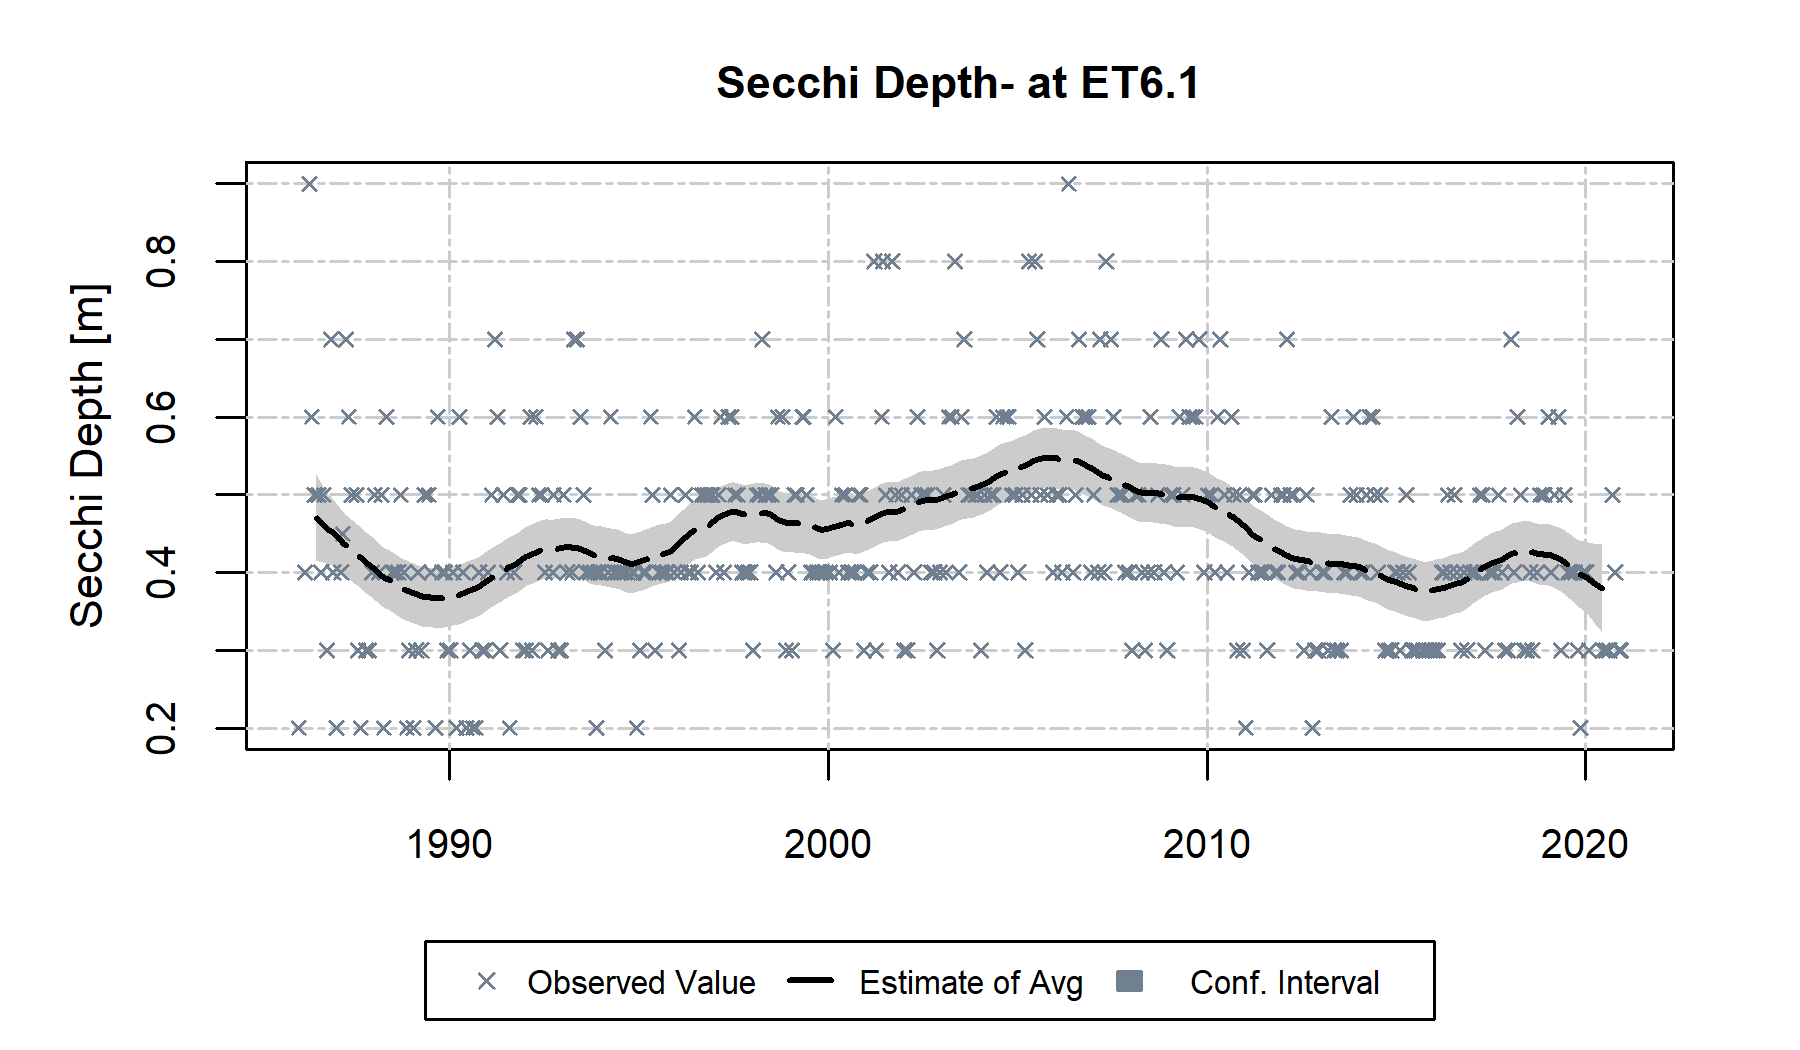 Secchi Depth- at ET6.1
Secchi Depth [m]
0.8
0.6
0.4
0.2
1990 2000 2010 2020
Observed Value Estimate of Avg Conf. Interval